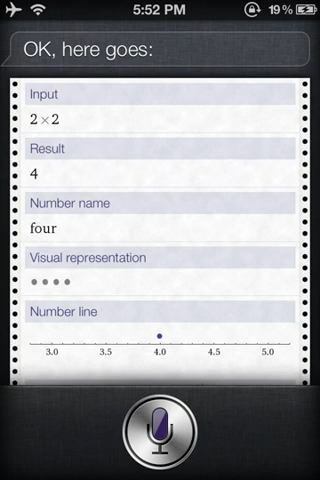 5:52 PM 19%
OK, here goes:
Input
2×2
Result
4
Number name
four
Visual representation
Number line
3.0 3.5 4.0 4.5 5.0